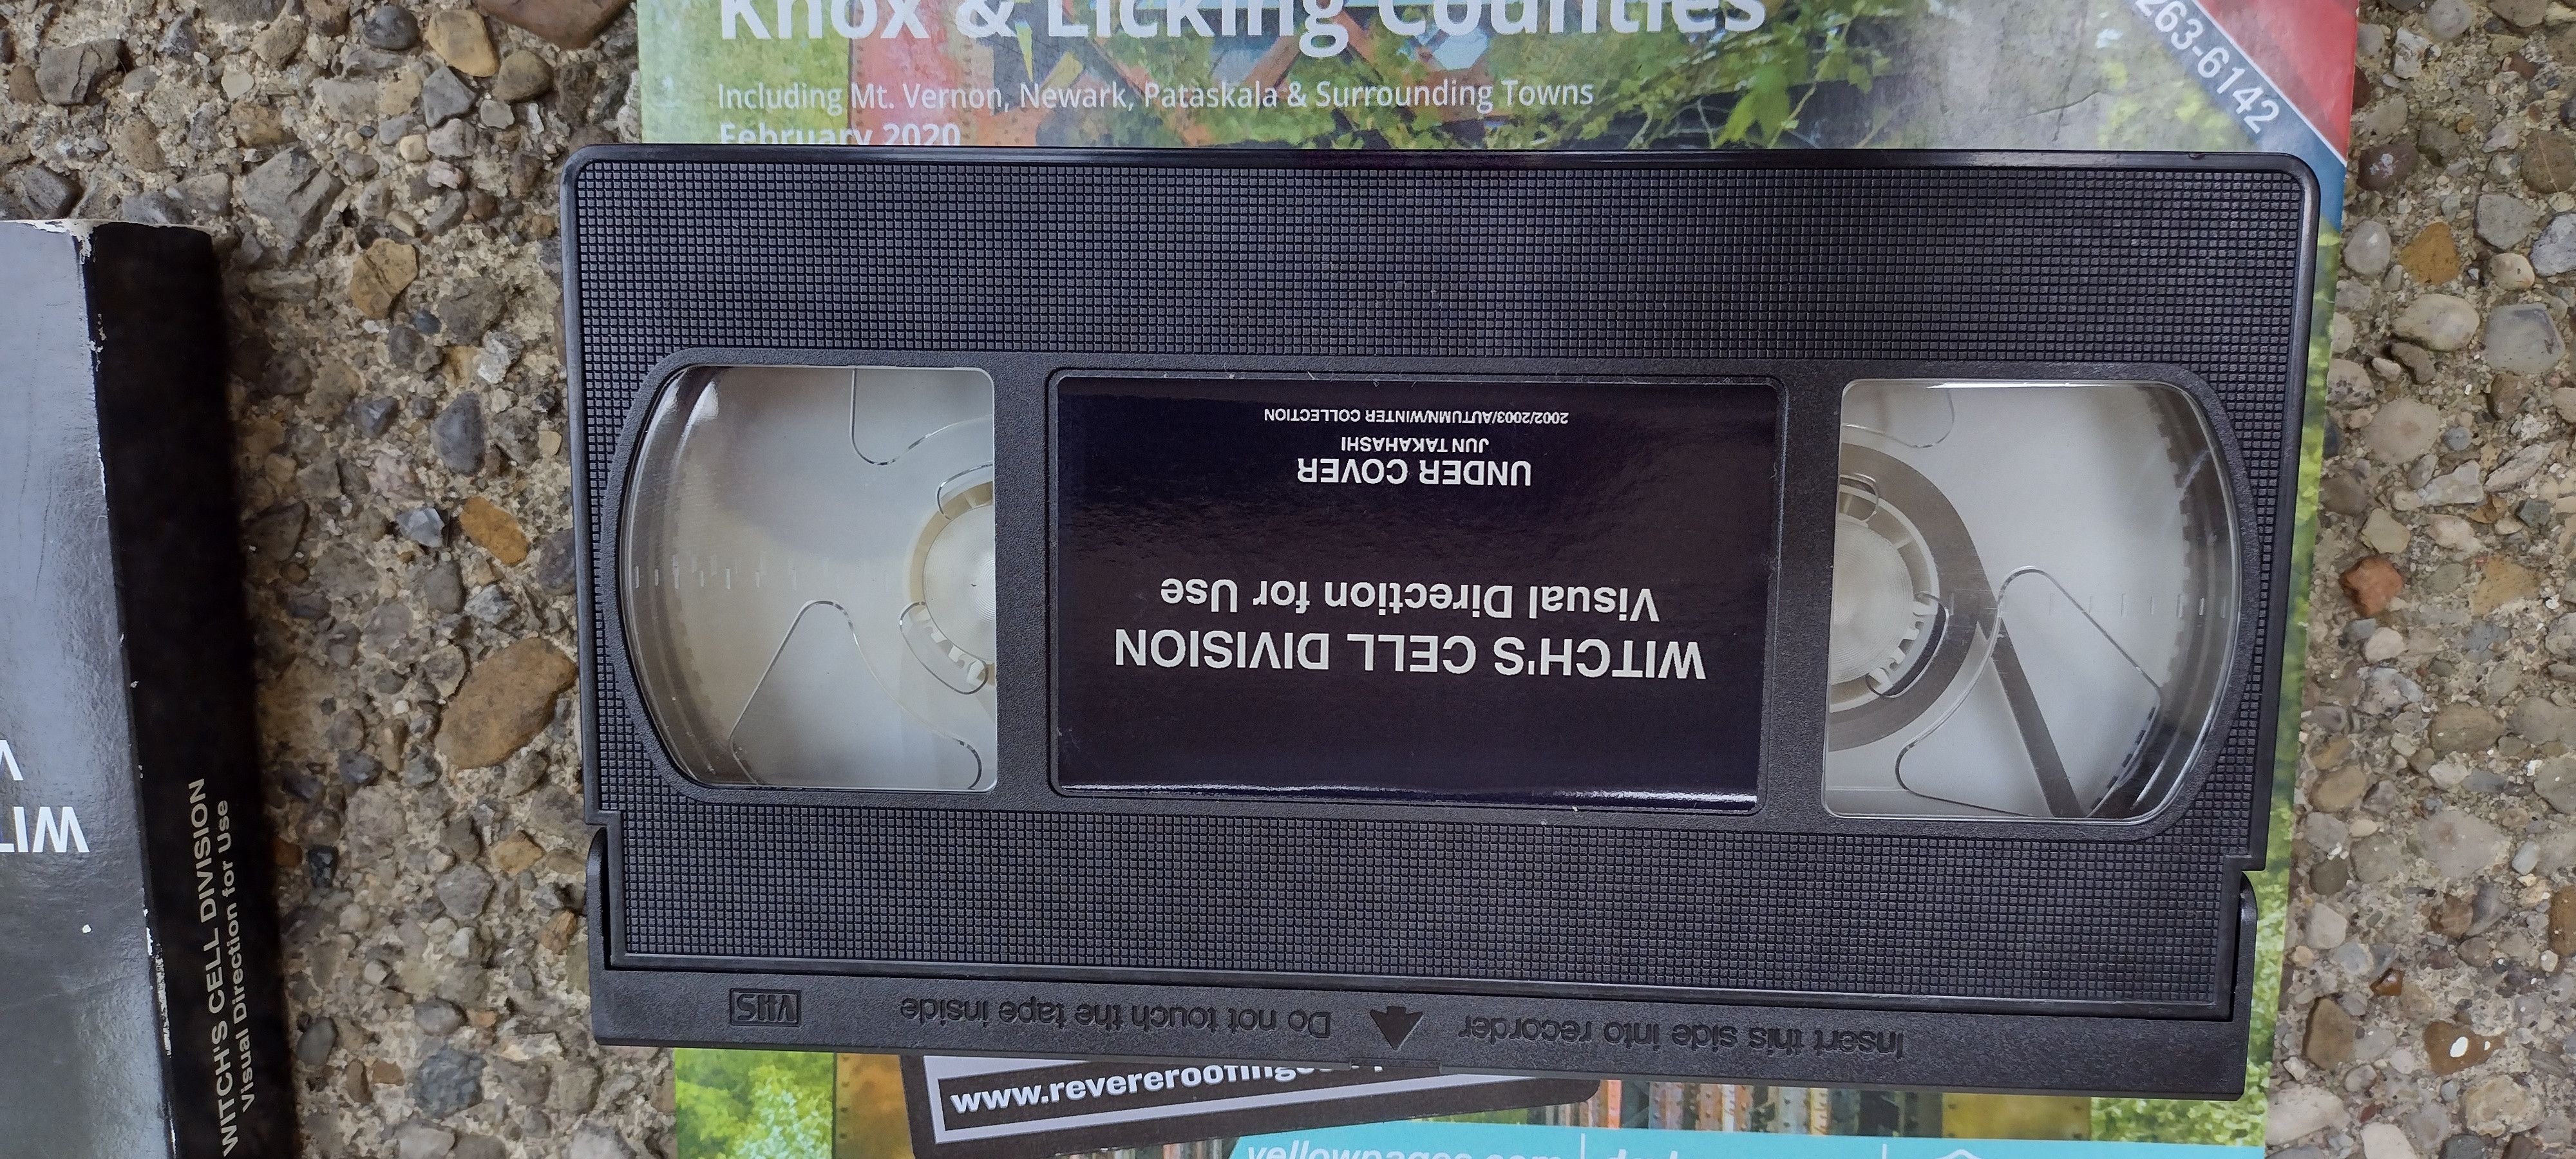 Knox & Licking Counties
Including Mt. Vernon, Newark, Pataskala & Surrounding Towns
February 2020
263-6142
WITCH'S CELL DIVISION
Visual Direction for Use
UNDER COVER
JUN TAKAHASHI
2002/2003/AUTUMN/WINTER COLLECTION
Insert this side into recorder
Do not touch the tape inside
VHS
WITCH'S CELL DIVISION
Visual Direction for Use
yellowpages.com